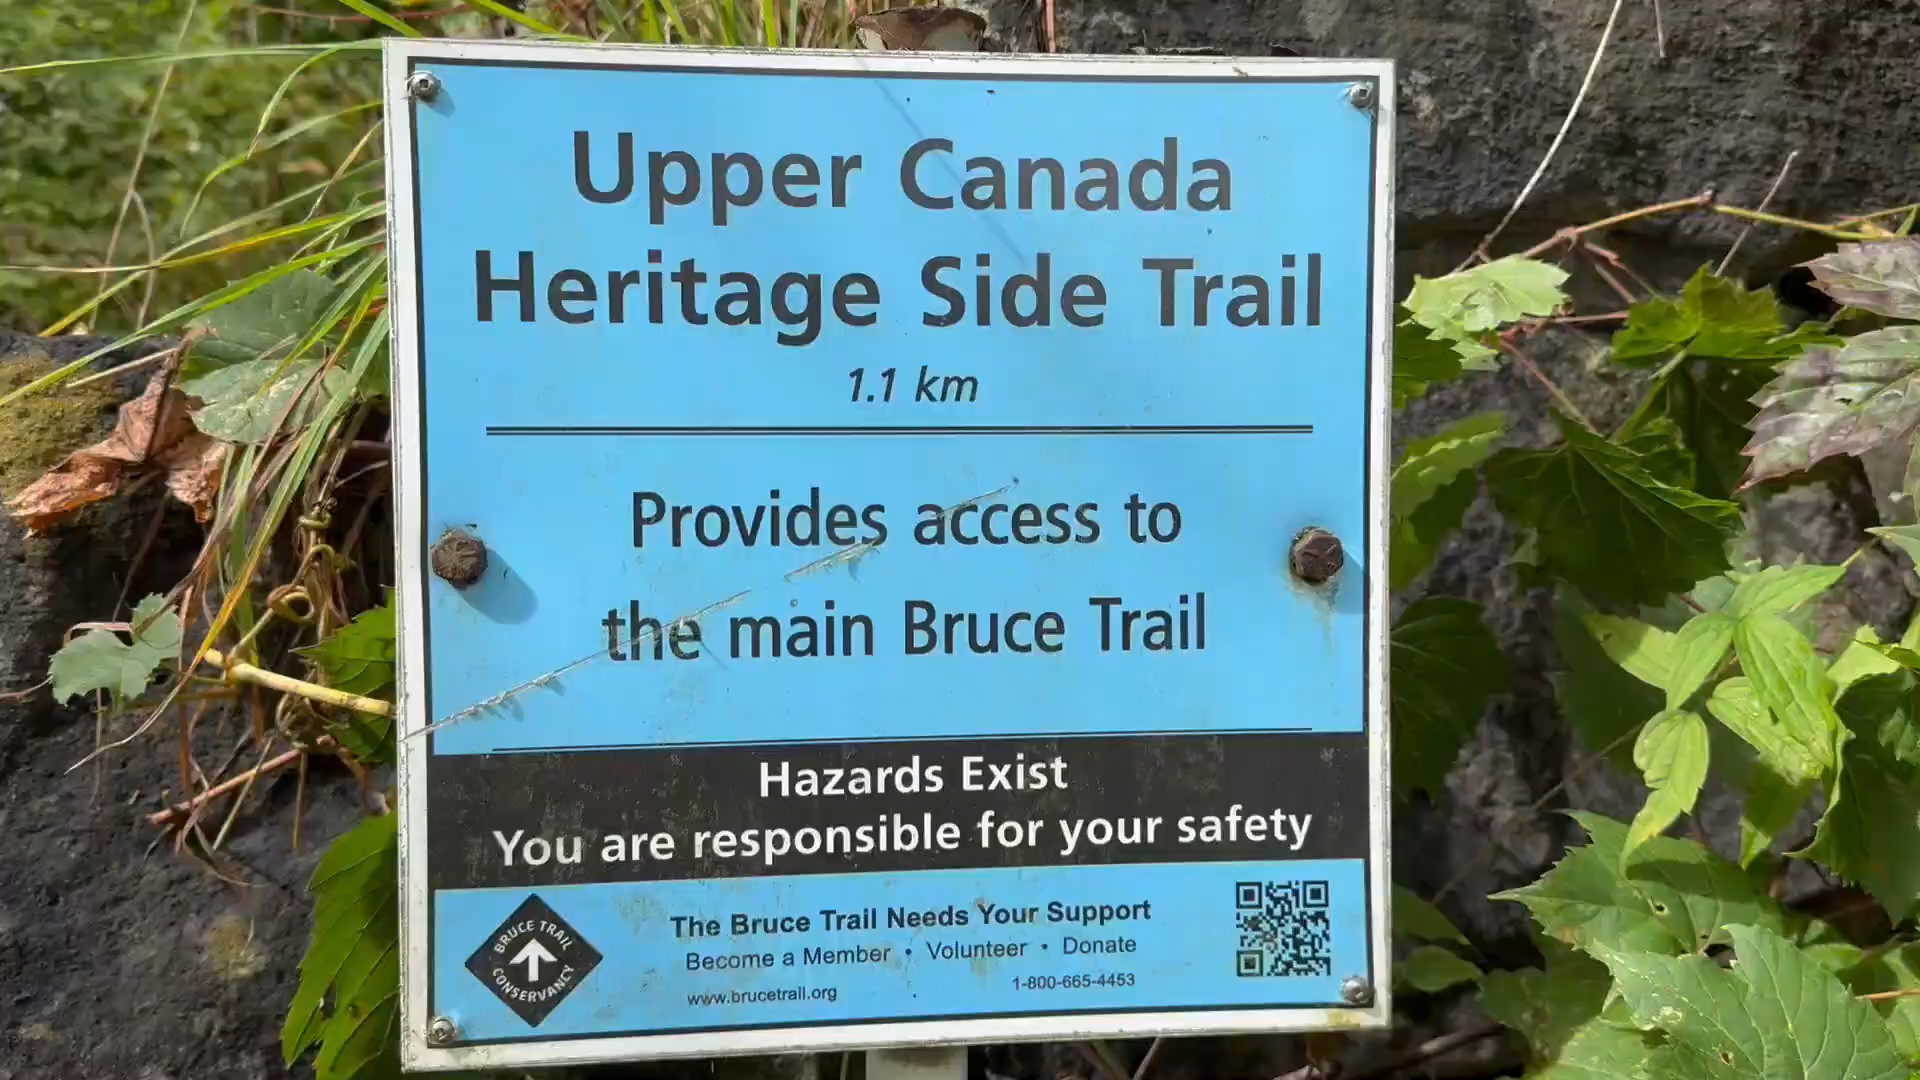 Upper Canada
Heritage Side Trail
1.1 km
Provides access to
the main Bruce Trail
Hazards Exist
You are responsible for your safety
BRUCE TRAIL
CONSERVANCY
The Bruce Trail Needs Your Support
Become a Member • Volunteer • Donate
www.brucetrail.org 1-800-665-4453